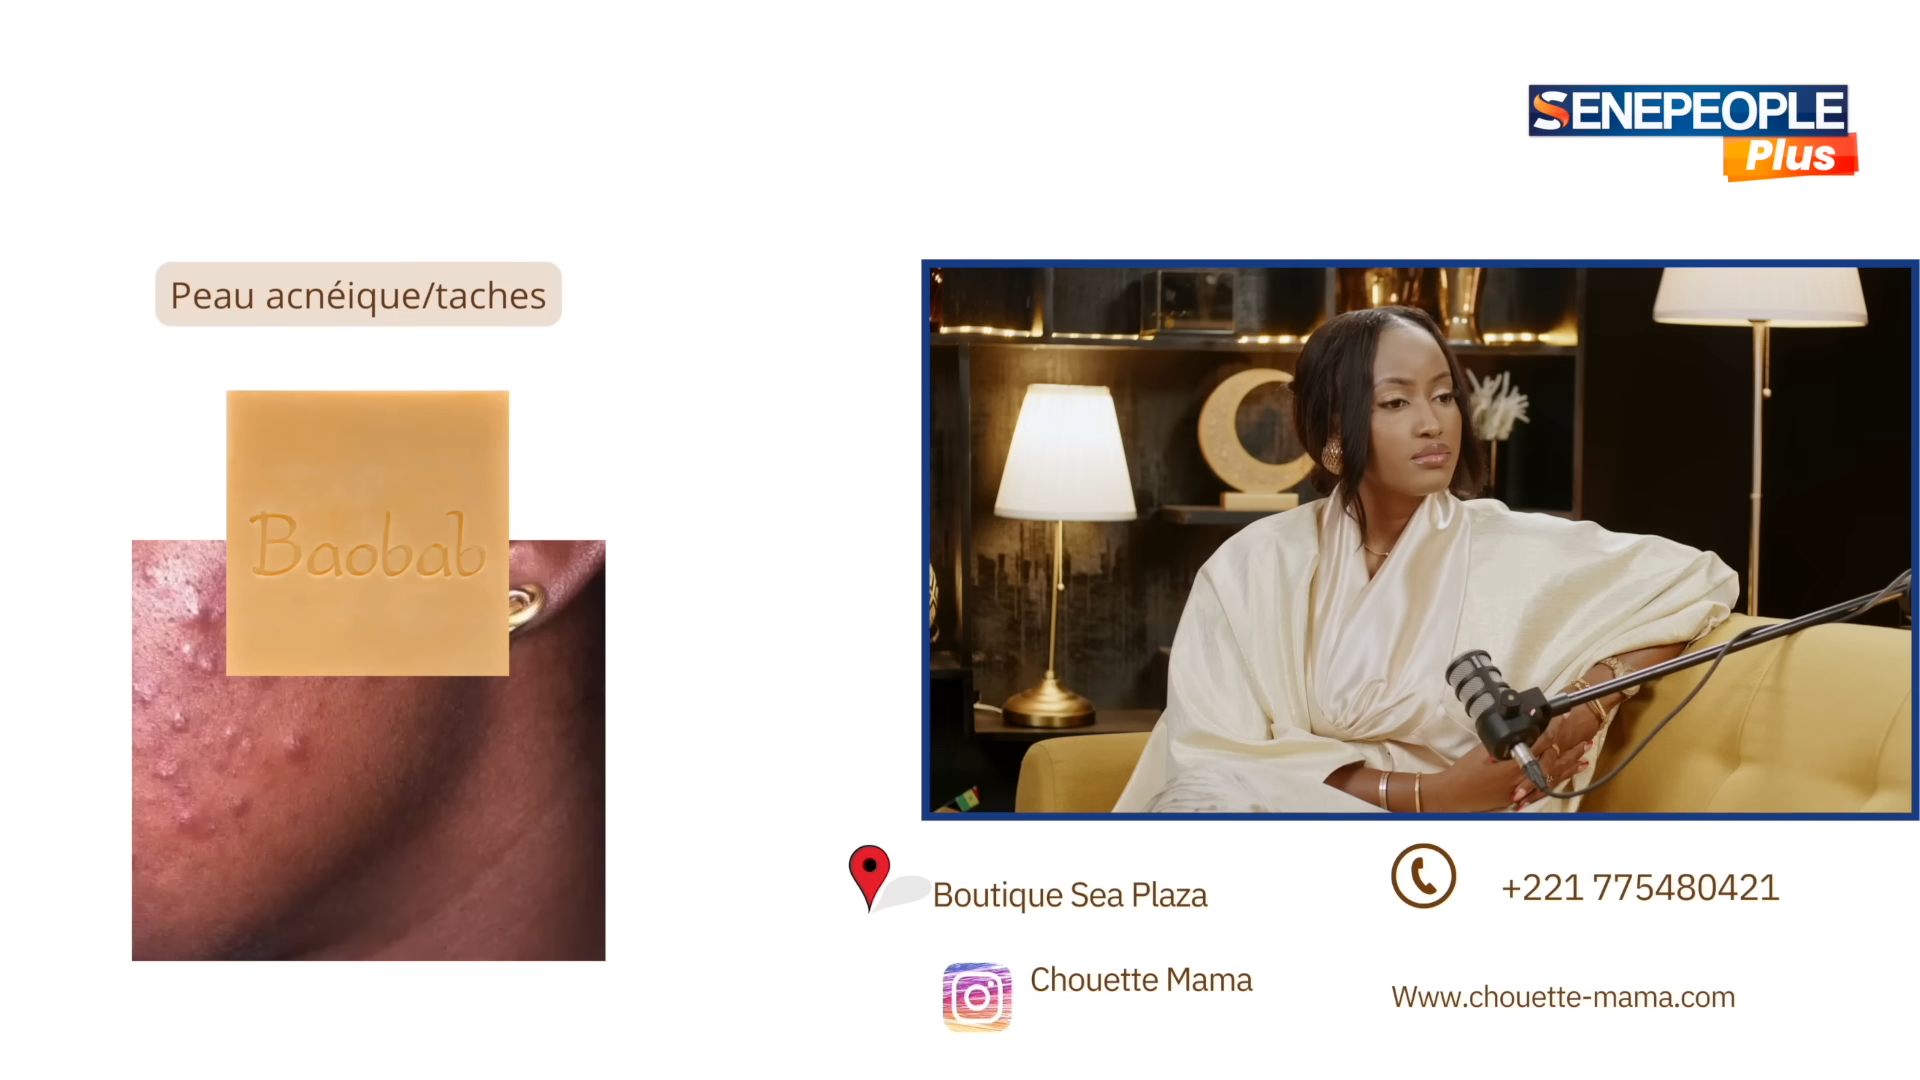 SENEPEOPLE
Plus
Peau acnéique/taches
Baobab
Boutique Sea Plaza
+221 775480421
Chouette Mama
Www.chouette-mama.com